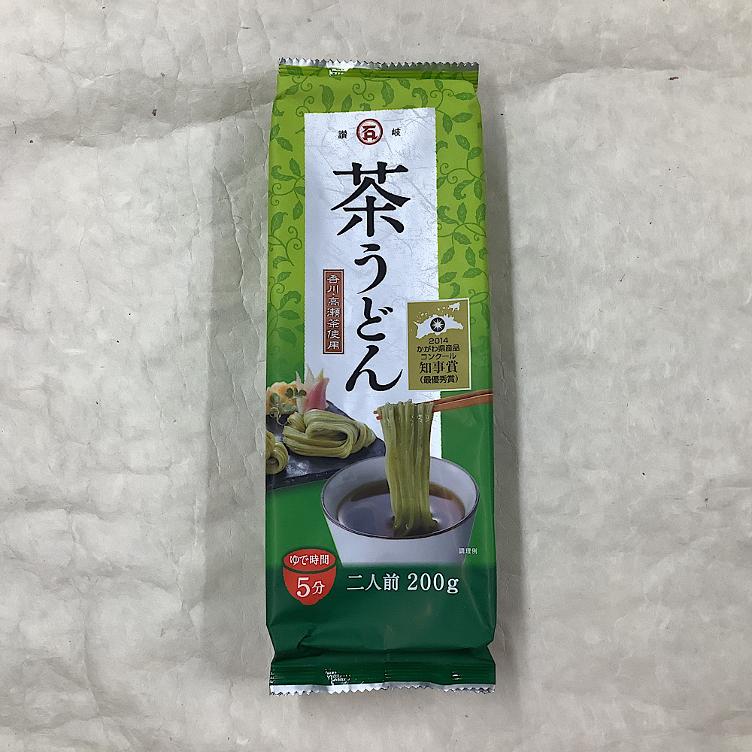 讃 石 岐
茶うどん
香川・高瀬茶使用
2014
かがわ県産品
コンクール
知事賞
(最優秀賞)
調理例
ゆで時間
5分
二人前 200g